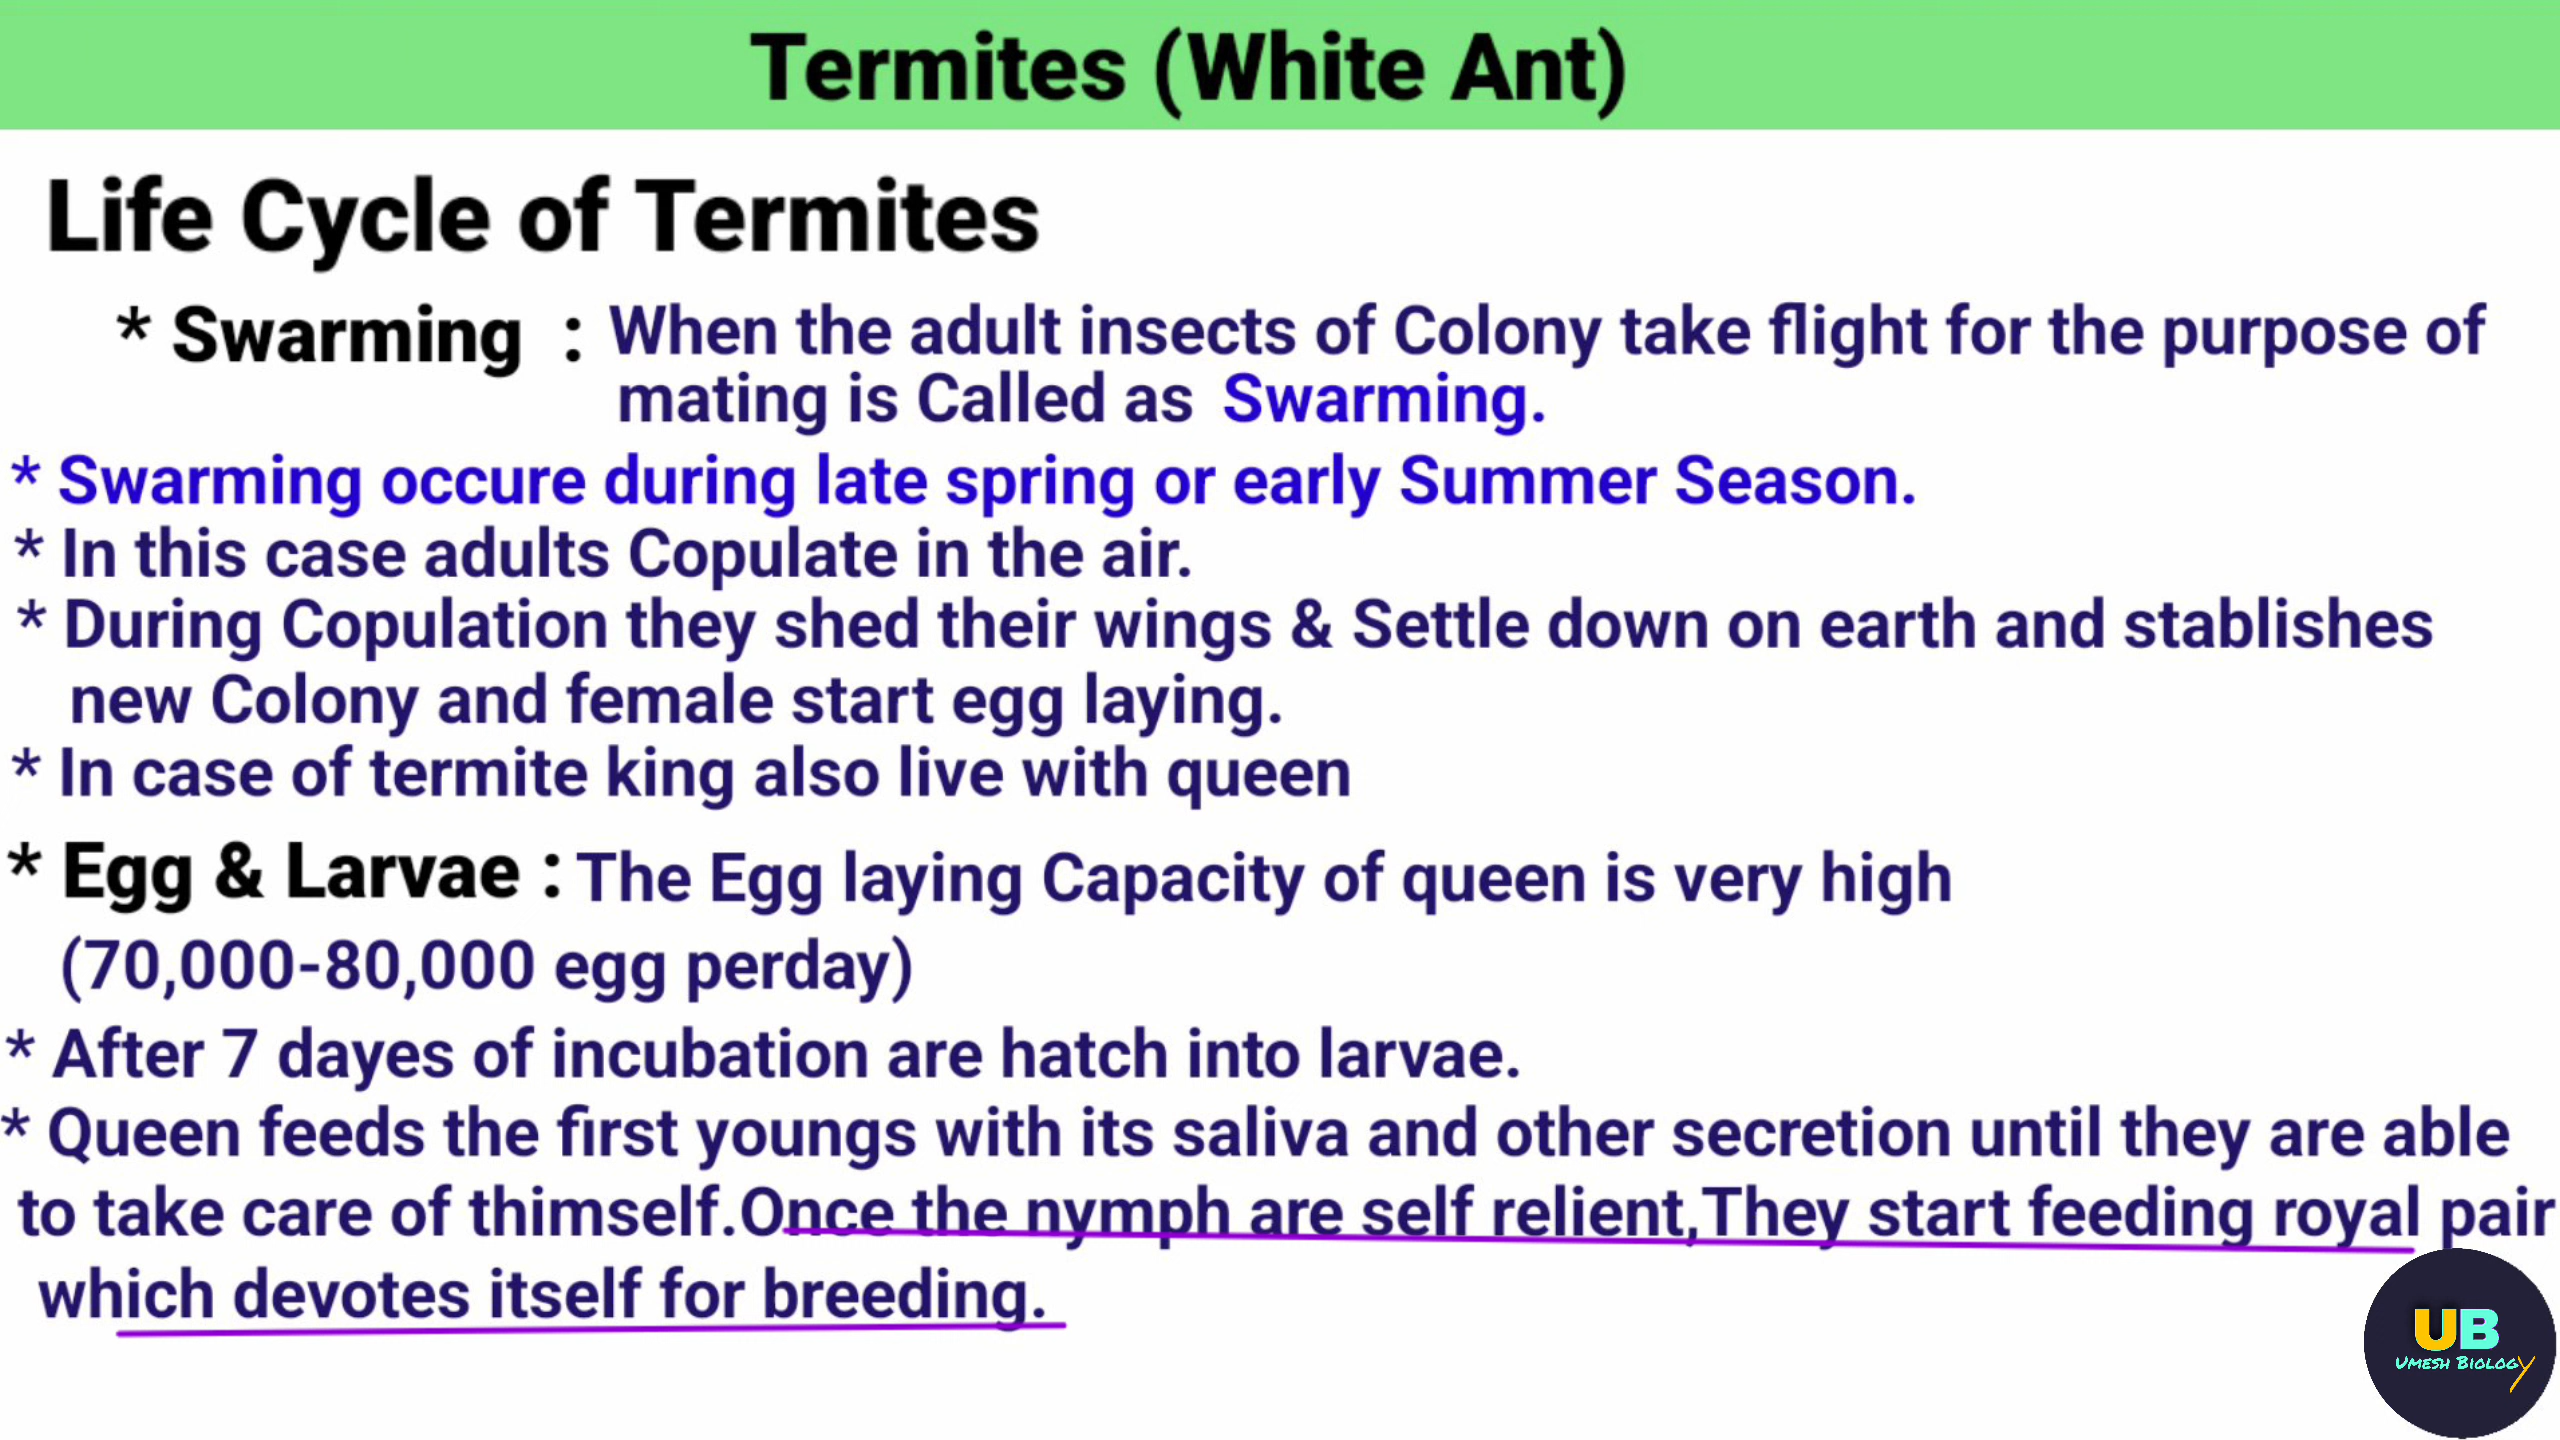 Termites (White Ant)
Life Cycle of Termites
* Swarming : When the adult insects of Colony take flight for the purpose of
mating is Called as Swarming.
* Swarming occure during late spring or early Summer Season.
* In this case adults Copulate in the air.
* During Copulation they shed their wings & Settle down on earth and stablishes
new Colony and female start egg laying.
* In case of termite king also live with queen
* Egg & Larvae : The Egg laying Capacity of queen is very high
(70,000-80,000 egg perday)
* After 7 dayes of incubation are hatch into larvae.
* Queen feeds the first youngs with its saliva and other secretion until they are able
to take care of thimself.Once the nymph are self relient,They start feeding royal pair
which devotes itself for breeding.
UB
UMESH BIOLOGY